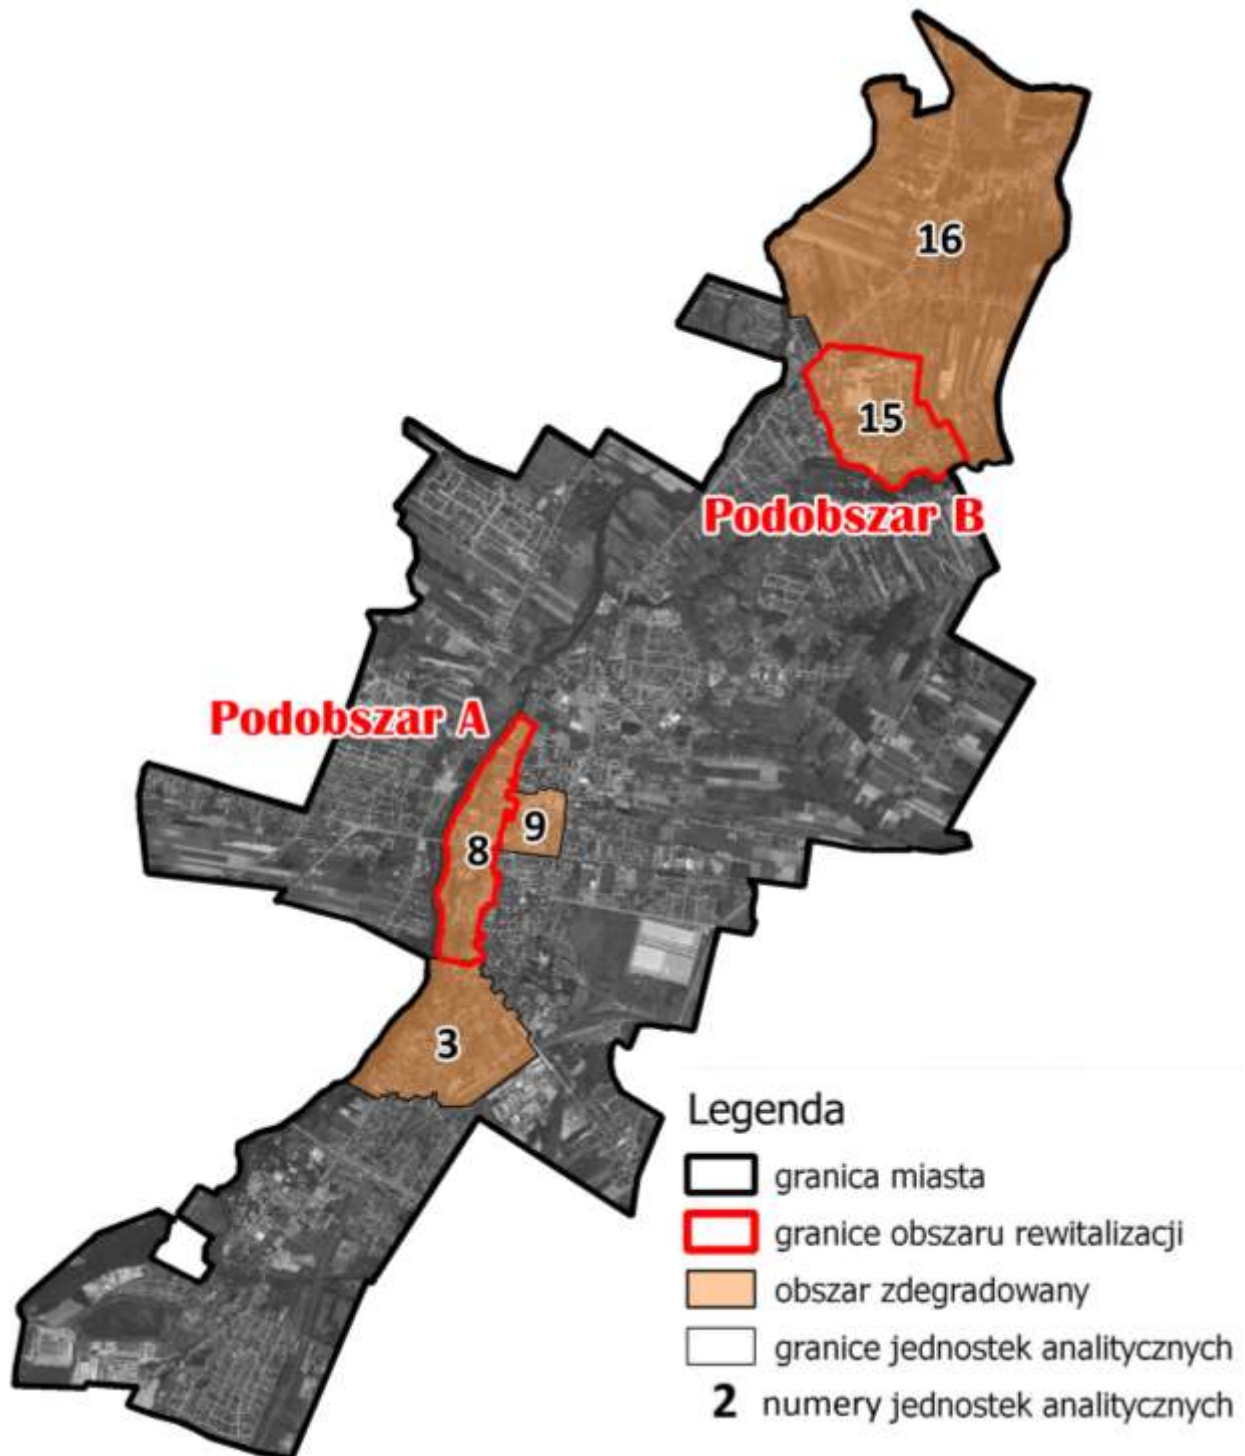 16
15
Podobszar B
Podobszar A
9
8
3
Legenda
granica miasta
granice obszaru rewitalizacji
obszar zdegradowany
granice jednostek analitycznych
2 numery jednostek analitycznych